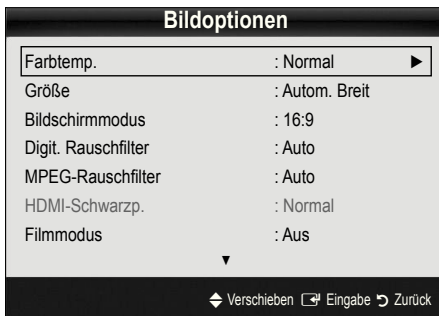 Bildoptionen
Farbtemp. : Normal ►
Größe : Autom. Breit
Bildschirmmodus : 16:9
Digit. Rauschfilter : Auto
MPEG-Rauschfilter : Auto
HDMI-Schwarzp. : Normal
Filmmodus : Aus
▼
Verschieben Eingabe Zurück